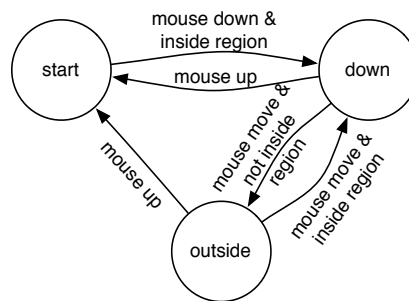 mouse down &
inside region
start
mouse up
down
mouse move &
not inside
region
mouse move &
inside region
mouse up
outside